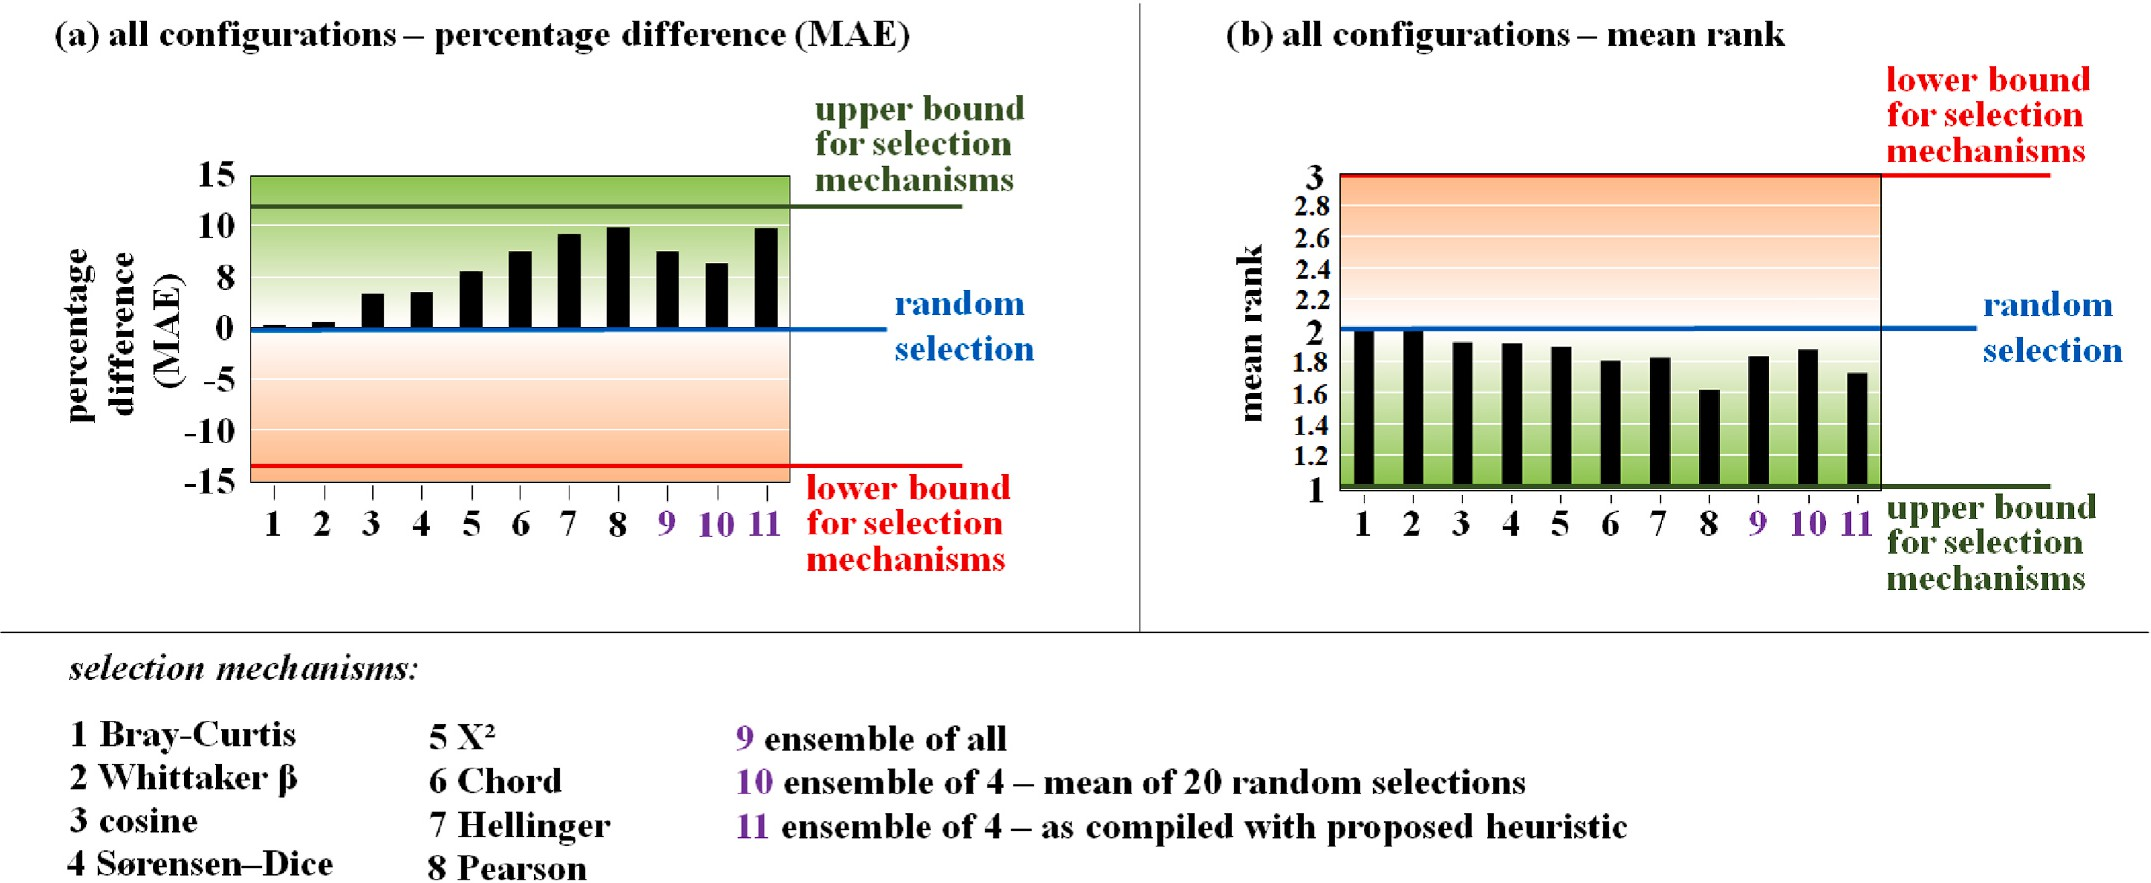 (a) all configurations – percentage difference (MAE)
upper bound
for selection
mechanisms
15
10
8
0
-5
-10
-15
percentage
difference
(MAE)
random
selection
lower bound
for selection
mechanisms
1 2 3 4 5 6 7 8 9 10 11
(b) all configurations – mean rank
lower bound
for selection
mechanisms
3
2.8
2.6
2.4
2.2
2
1.8
1.6
1.4
1.2
1
mean rank
random
selection
upper bound
for selection
mechanisms
1 2 3 4 5 6 7 8 9 10 11
selection mechanisms:
1 Bray-Curtis
2 Whittaker β
3 cosine
4 Sørensen–Dice
5 X²
6 Chord
7 Hellinger
8 Pearson
9 ensemble of all
10 ensemble of 4 – mean of 20 random selections
11 ensemble of 4 – as compiled with proposed heuristic